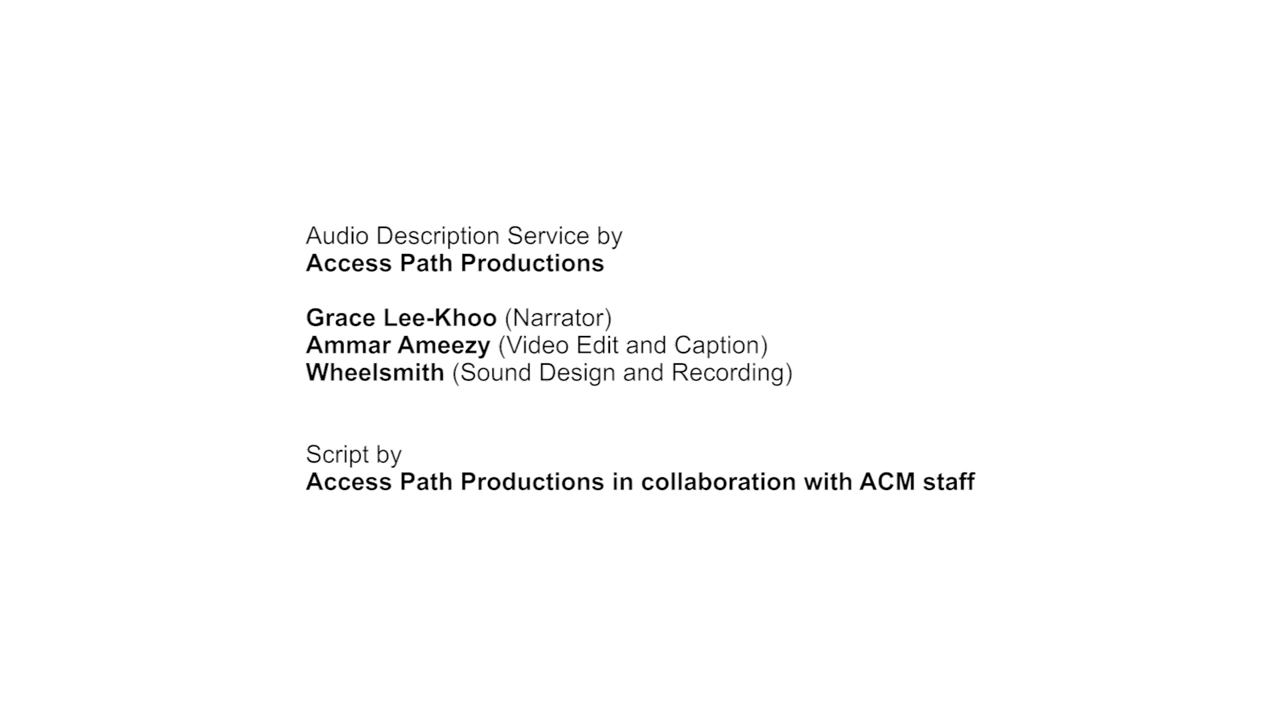 Audio Description Service by
Access Path Productions
Grace Lee-Khoo (Narrator)
Ammar Ameezy (Video Edit and Caption)
Wheelsmith (Sound Design and Recording)
Script by
Access Path Productions in collaboration with ACM staff